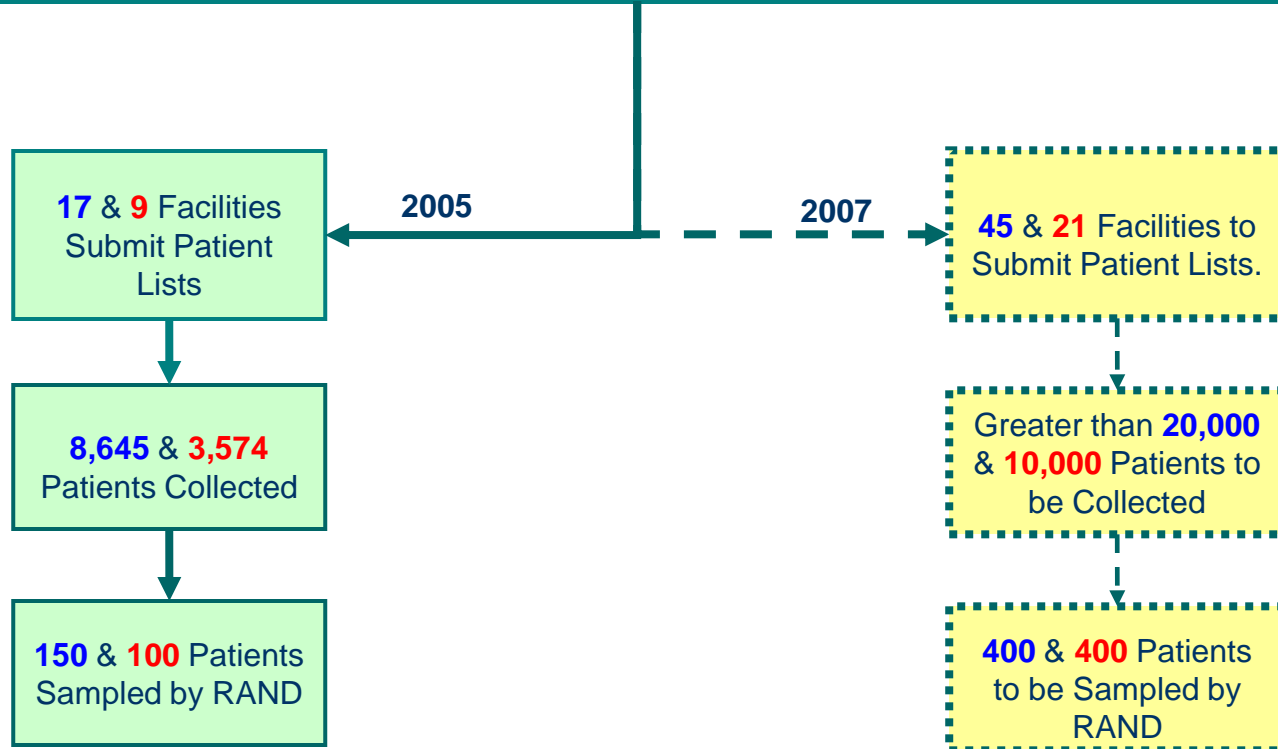 2005
17 & 9 Facilities
Submit Patient
Lists
8,645 & 3,574
Patients Collected
150 & 100 Patients
Sampled by RAND
2007
45 & 21 Facilities to
Submit Patient Lists.
Greater than 20,000
& 10,000 Patients to
be Collected
400 & 400 Patients
to be Sampled by
RAND